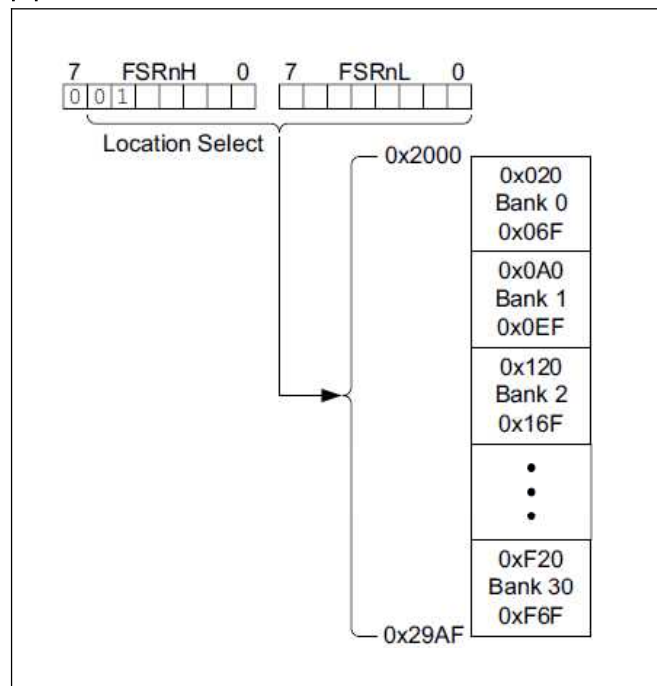 7 FSRnH 0 7 FSRnL 0
0 0 1
Location Select
0x2000
0x020
Bank 0
0x06F
0x0A0
Bank 1
0x0EF
0x120
Bank 2
0x16F
0xF20
Bank 30
0xF6F
0x29AF